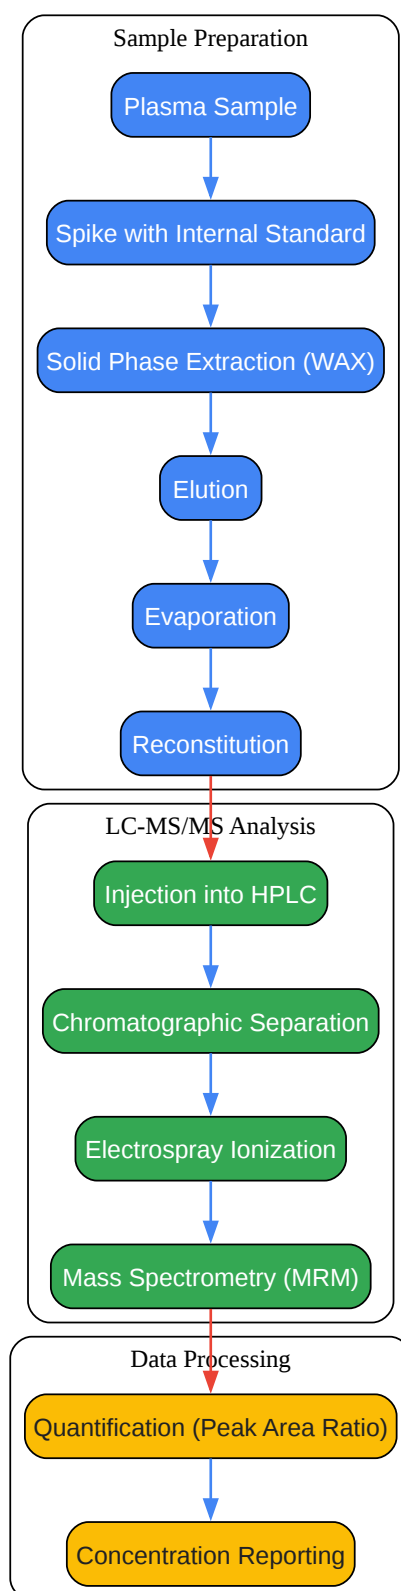 Sample Preparation
Plasma Sample
Spike with Internal Standard
Solid Phase Extraction (WAX)
Elution
Evaporation
Reconstitution
LC-MS/MS Analysis
Injection into HPLC
Chromatographic Separation
Electrospray Ionization
Mass Spectrometry (MRM)
Data Processing
Quantification (Peak Area Ratio)
Concentration Reporting